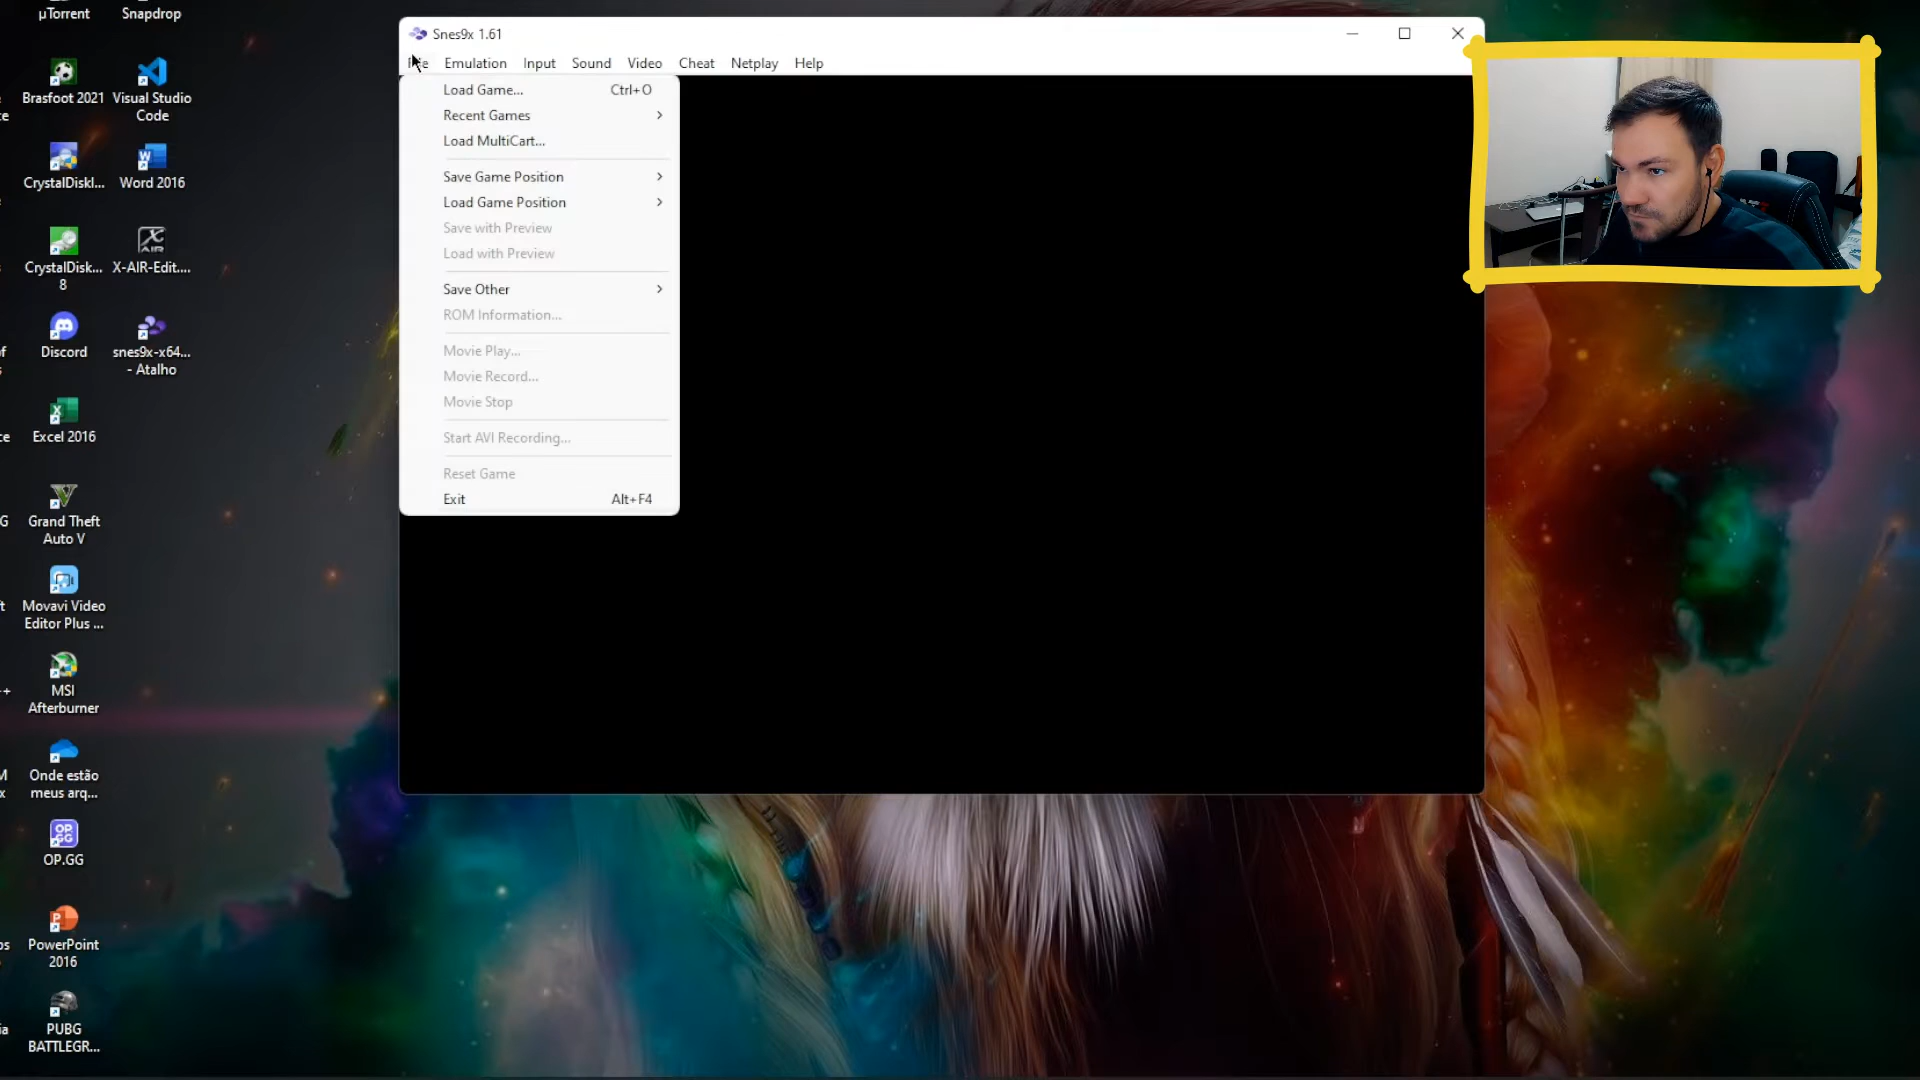 µTorrent
Snapdrop
Brasfoot 2021
Visual Studio
Code
CrystalDiskI...
Word 2016
CrystalDisk...
8
X-AIR-Edit....
Discord
snes9x-x64...
- Atalho
Excel 2016
Grand Theft
Auto V
Movavi Video
Editor Plus ...
MSI
Afterburner
Onde estão
meus arq...
OP.GG
PowerPoint
2016
PUBG
BATTLEGR...
Snes9x 1.61
Emulation Input Sound Video Cheat Netplay Help
Load Game... Ctrl+O
Recent Games
Load MultiCart...
Save Game Position
Load Game Position
Save with Preview
Load with Preview
Save Other
ROM Information...
Movie Play...
Movie Record...
Movie Stop
Start AVI Recording...
Reset Game
Exit Alt+F4